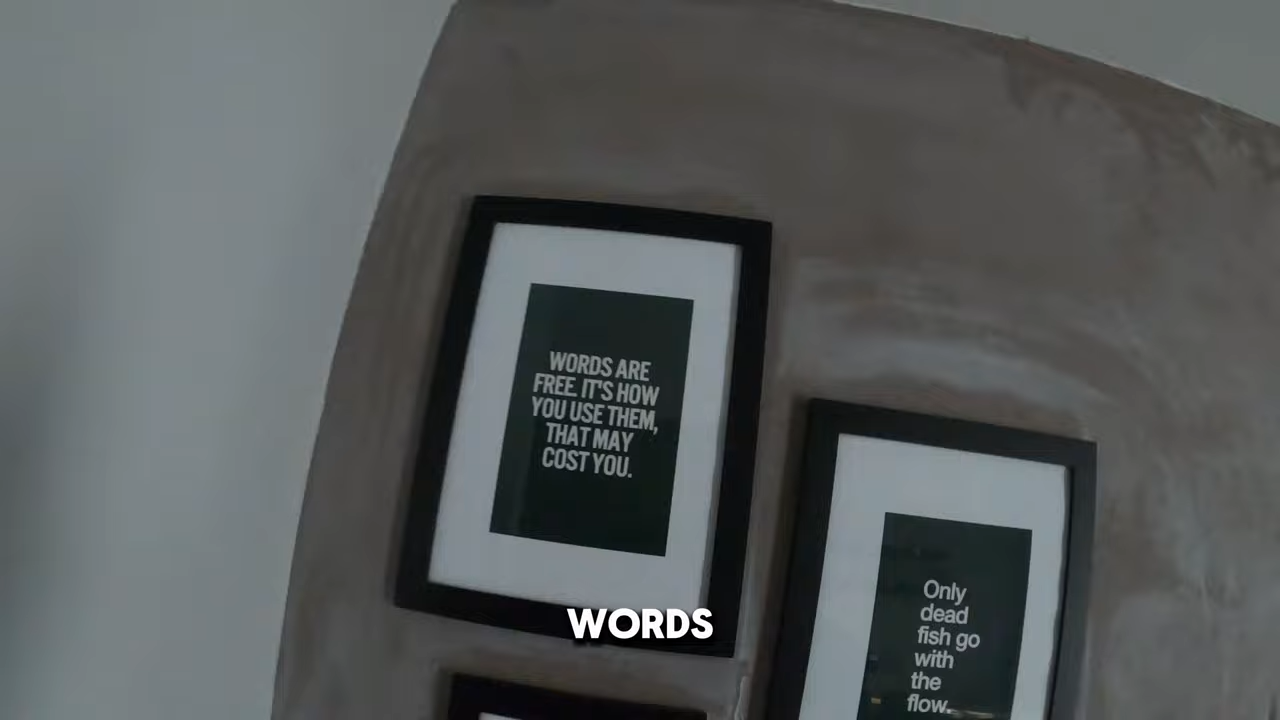 WORDS ARE
FREE. IT'S HOW
YOU USE THEM,
THAT MAY
COST YOU.
Only
dead
fish go
with
the
flow.
WORDS